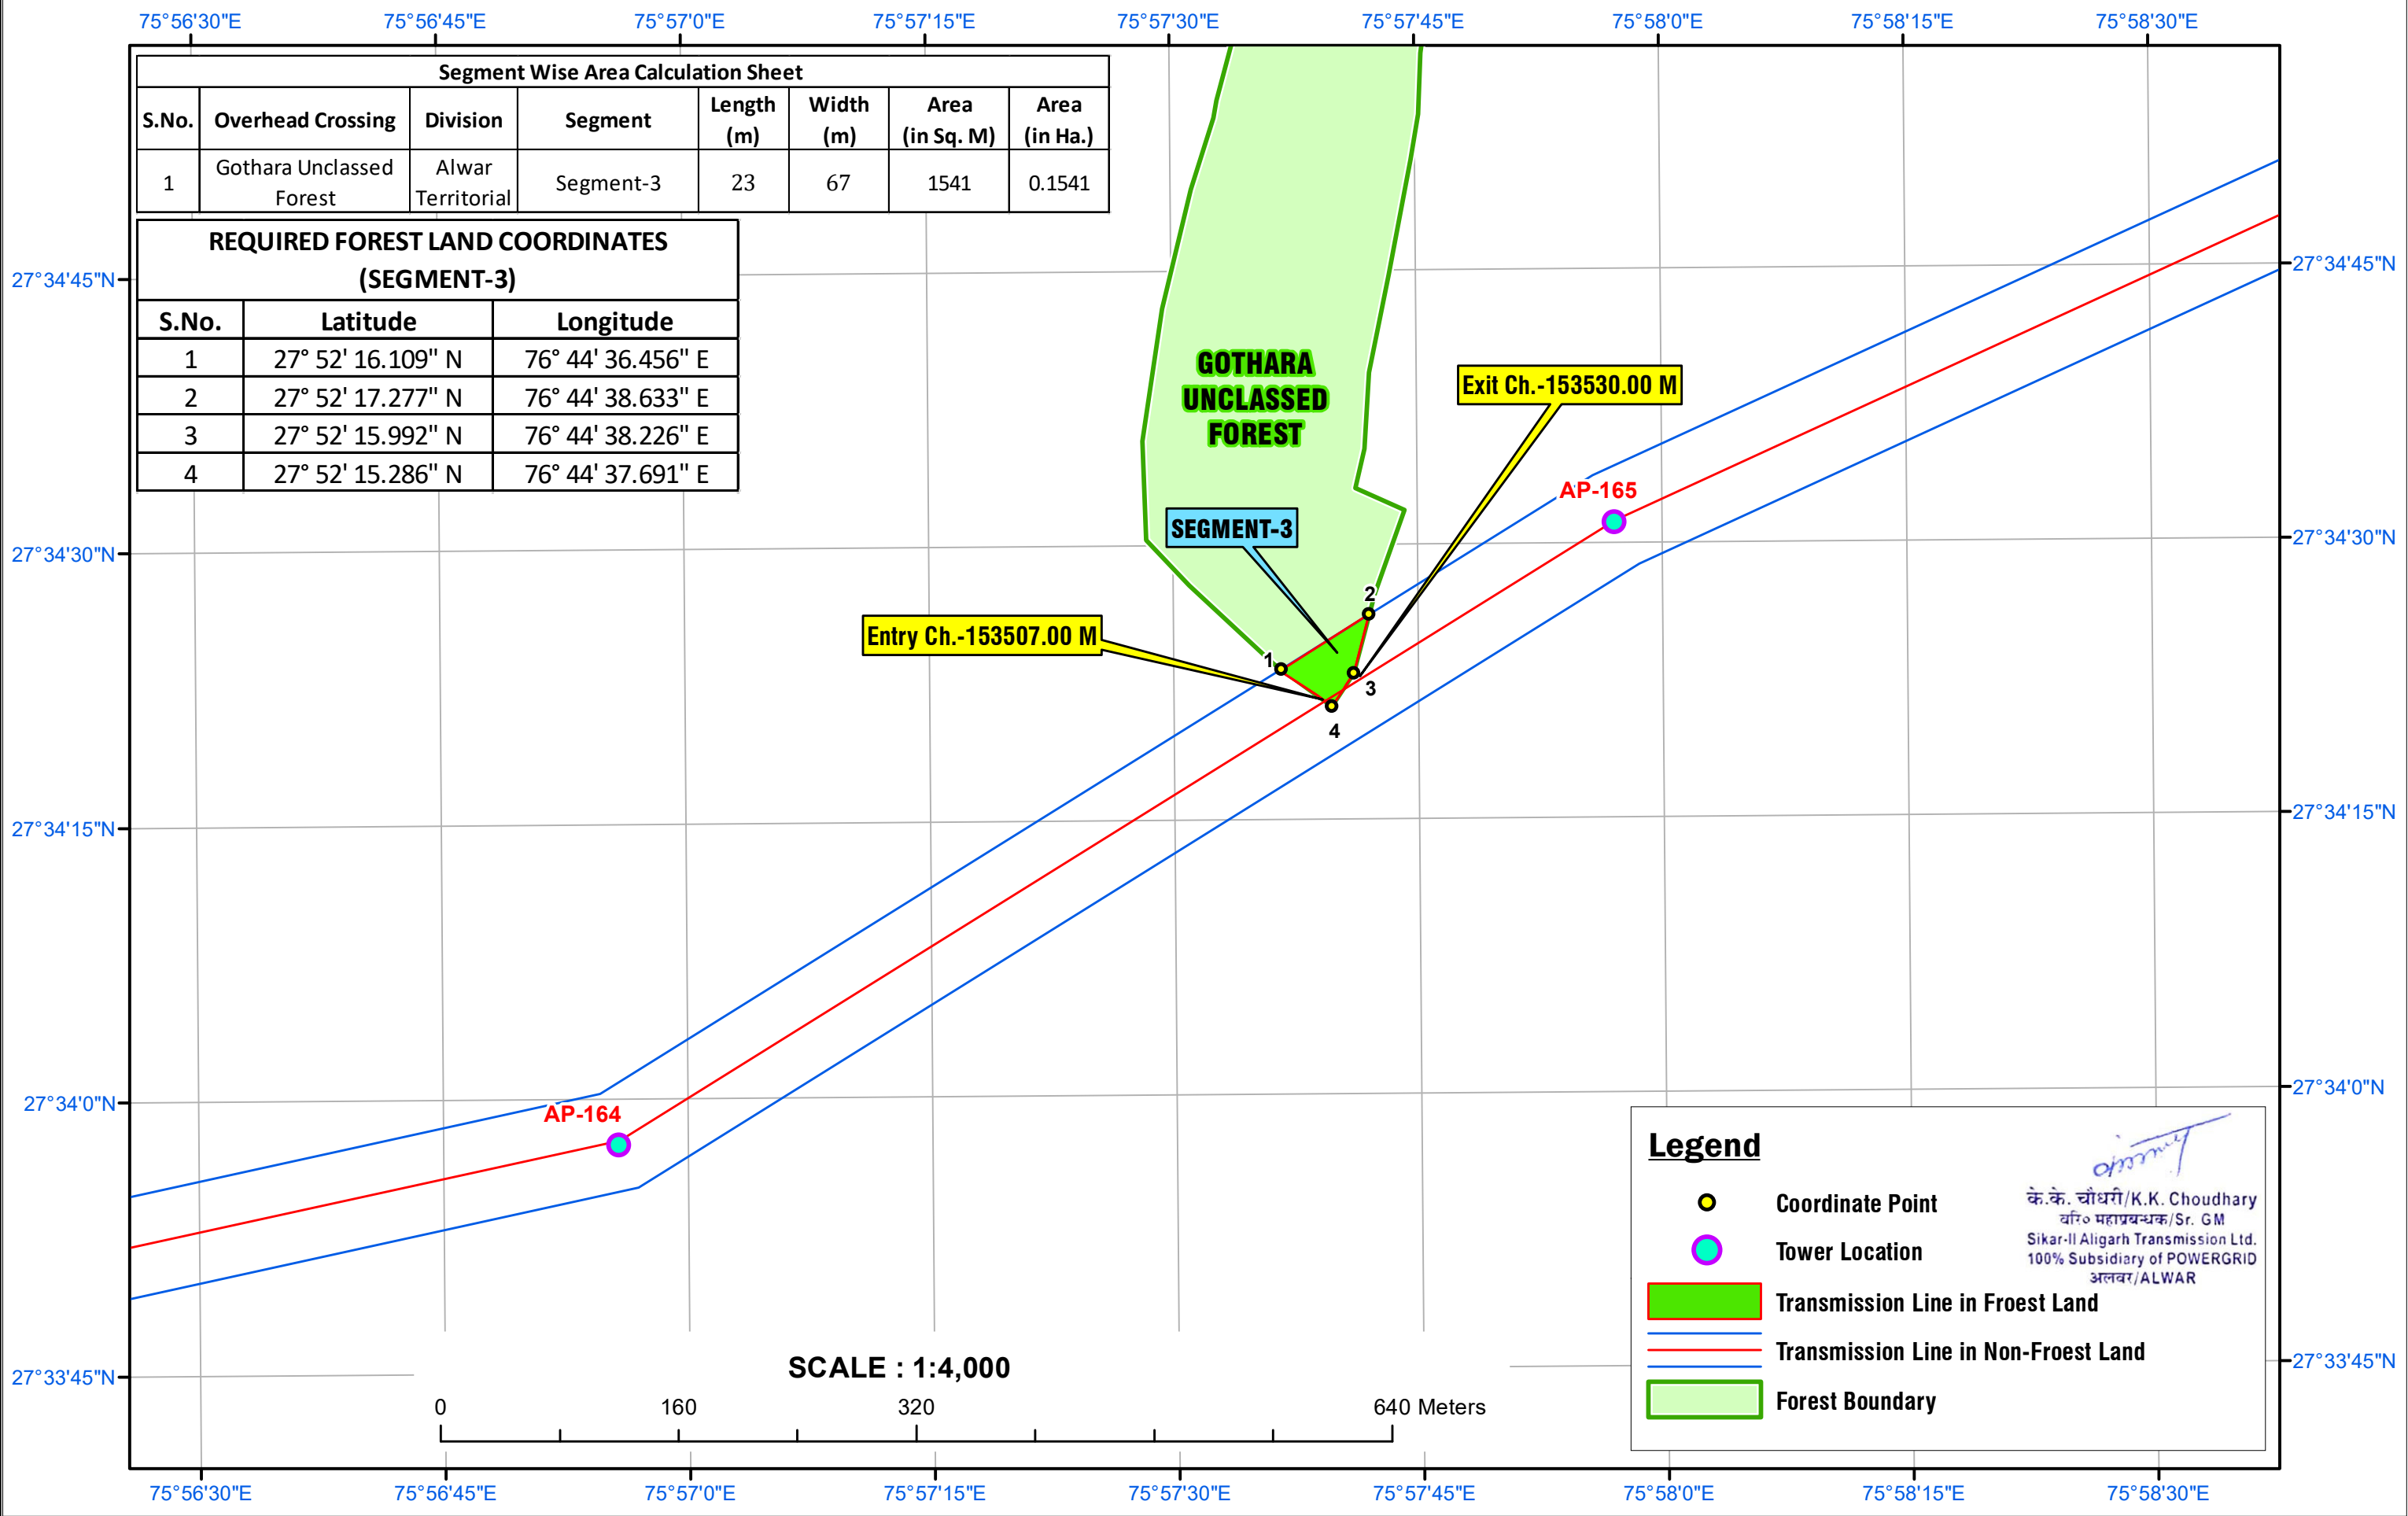 75°56'30"E 75°56'45"E 75°57'0"E 75°57'15"E 75°57'30"E 75°57'45"E 75°58'0"E 75°58'15"E 75°58'30"E
Segment Wise Area Calculation Sheet
S.No. Overhead Crossing Division Segment Length (m) Width (m) Area (in Sq. M) Area (in Ha.)
1 Gothara Unclassed Forest Alwar Territorial Segment-3 23 67 1541 0.1541
REQUIRED FOREST LAND COORDINATES
(SEGMENT-3)
S.No. Latitude Longitude
1 27° 52' 16.109" N 76° 44' 36.456" E
2 27° 52' 17.277" N 76° 44' 38.633" E
3 27° 52' 15.992" N 76° 44' 38.226" E
4 27° 52' 15.286" N 76° 44' 37.691" E
27°34'45"N 27°34'45"N
GOTHARA
UNCLASSED
FOREST
Exit Ch.-153530.00 M
AP-165
SEGMENT-3
27°34'30"N 27°34'30"N
2
Entry Ch.-153507.00 M
1
3
4
27°34'15"N 27°34'15"N
27°34'0"N 27°34'0"N
AP-164
Legend
Coordinate Point
Tower Location
Transmission Line in Froest Land
Transmission Line in Non-Froest Land
Forest Boundary
के.के. चौधरी/K.K. Choudhary
वरि० महाप्रबन्धक/Sr. GM
Sikar-II Aligarh Transmission Ltd.
100% Subsidiary of POWERGRID
अलवर/ALWAR
27°33'45"N 27°33'45"N
SCALE : 1:4,000
0 160 320 640 Meters
75°56'30"E 75°56'45"E 75°57'0"E 75°57'15"E 75°57'30"E 75°57'45"E 75°58'0"E 75°58'15"E 75°58'30"E